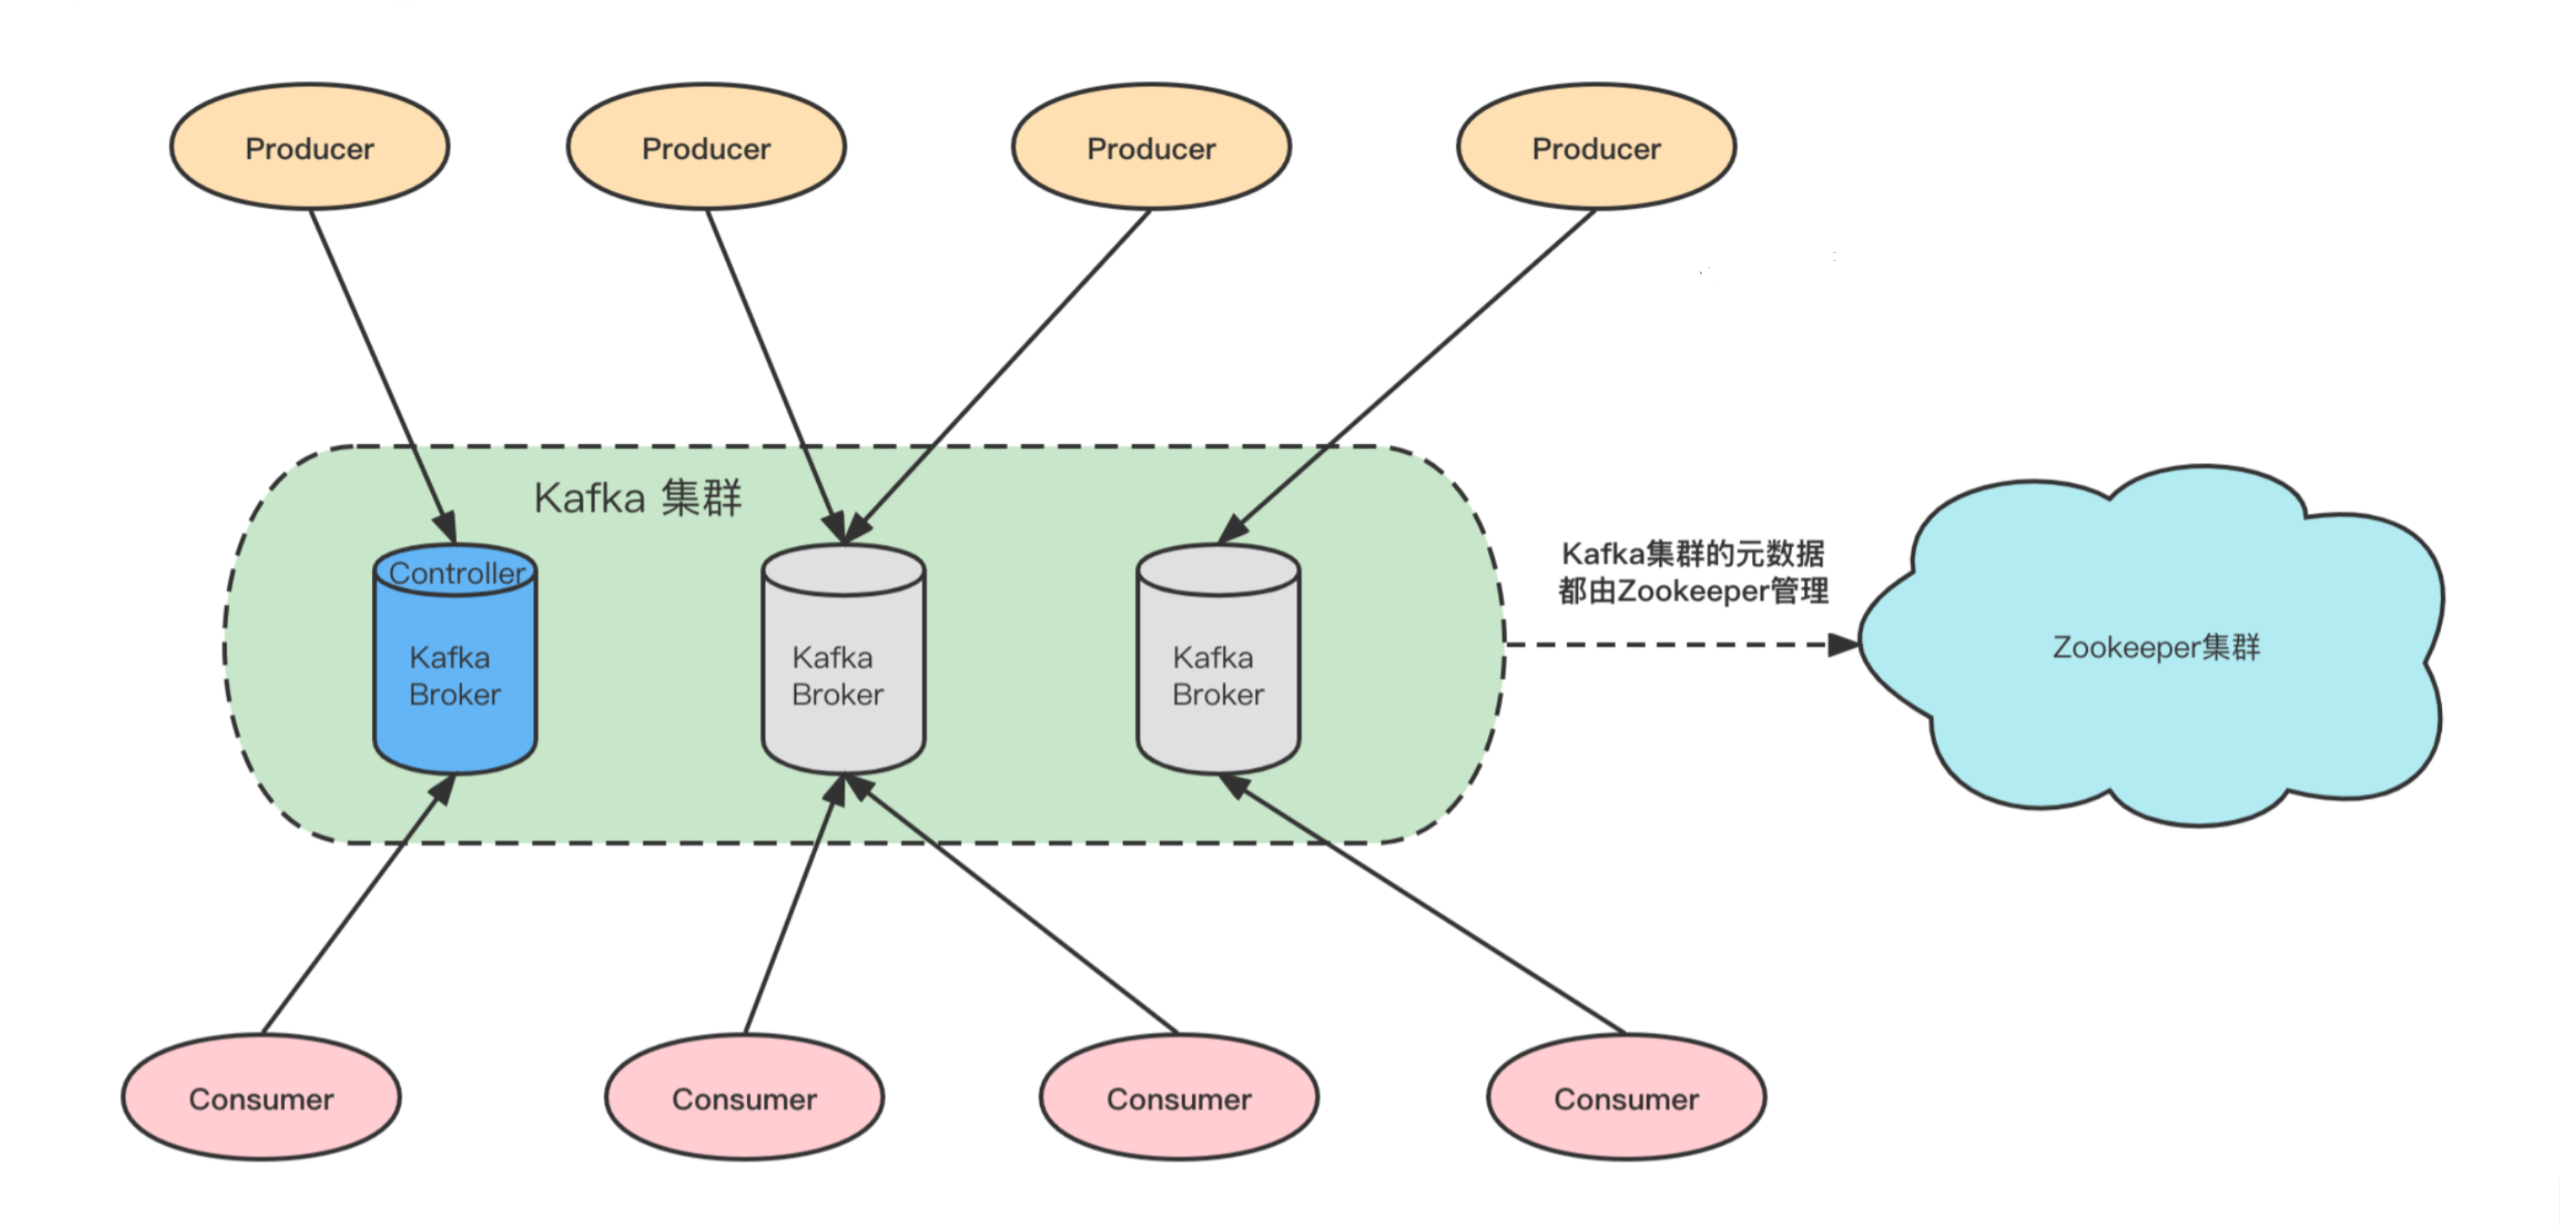 Producer
Producer
Producer
Producer
Kafka 集群
Controller
Kafka
Broker
Kafka
Broker
Kafka
Broker
Kafka集群的元数据
都由Zookeeper管理
Zookeeper集群
Consumer
Consumer
Consumer
Consumer